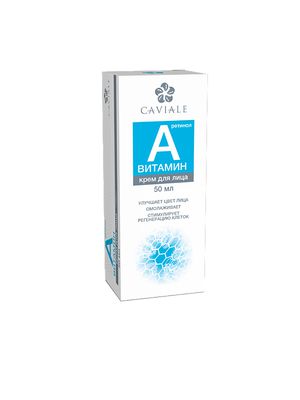 CAVIALE
ретинол
А
ВИТАМИН
крем для лица
50 мл
УЛУЧШАЕТ ЦВЕТ ЛИЦА
ОМОЛАЖИВАЕТ
СТИМУЛИРУЕТ
РЕГЕНЕРАЦИЮ КЛЕТОК